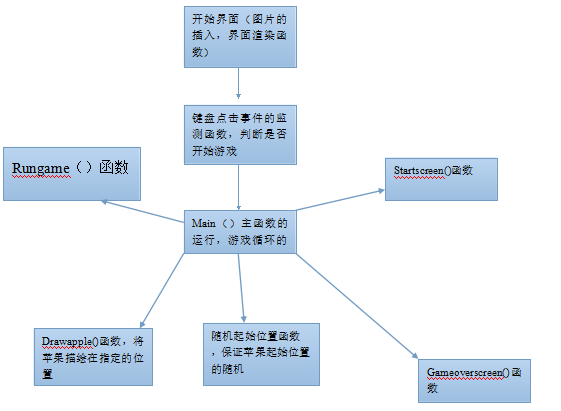 开始界面（图片的
插入，界面渲染函
数）
键盘点击事件的监
测函数，判断是否
开始游戏
Rungame（）函数
Startscreen()函数
Main（）主函数的
运行，游戏循环的
Drawapple()函数，将
苹果描绘在指定的位
置
随机起始位置函数
，保证苹果起始位置
的随机
Gameoverscreen()函
数